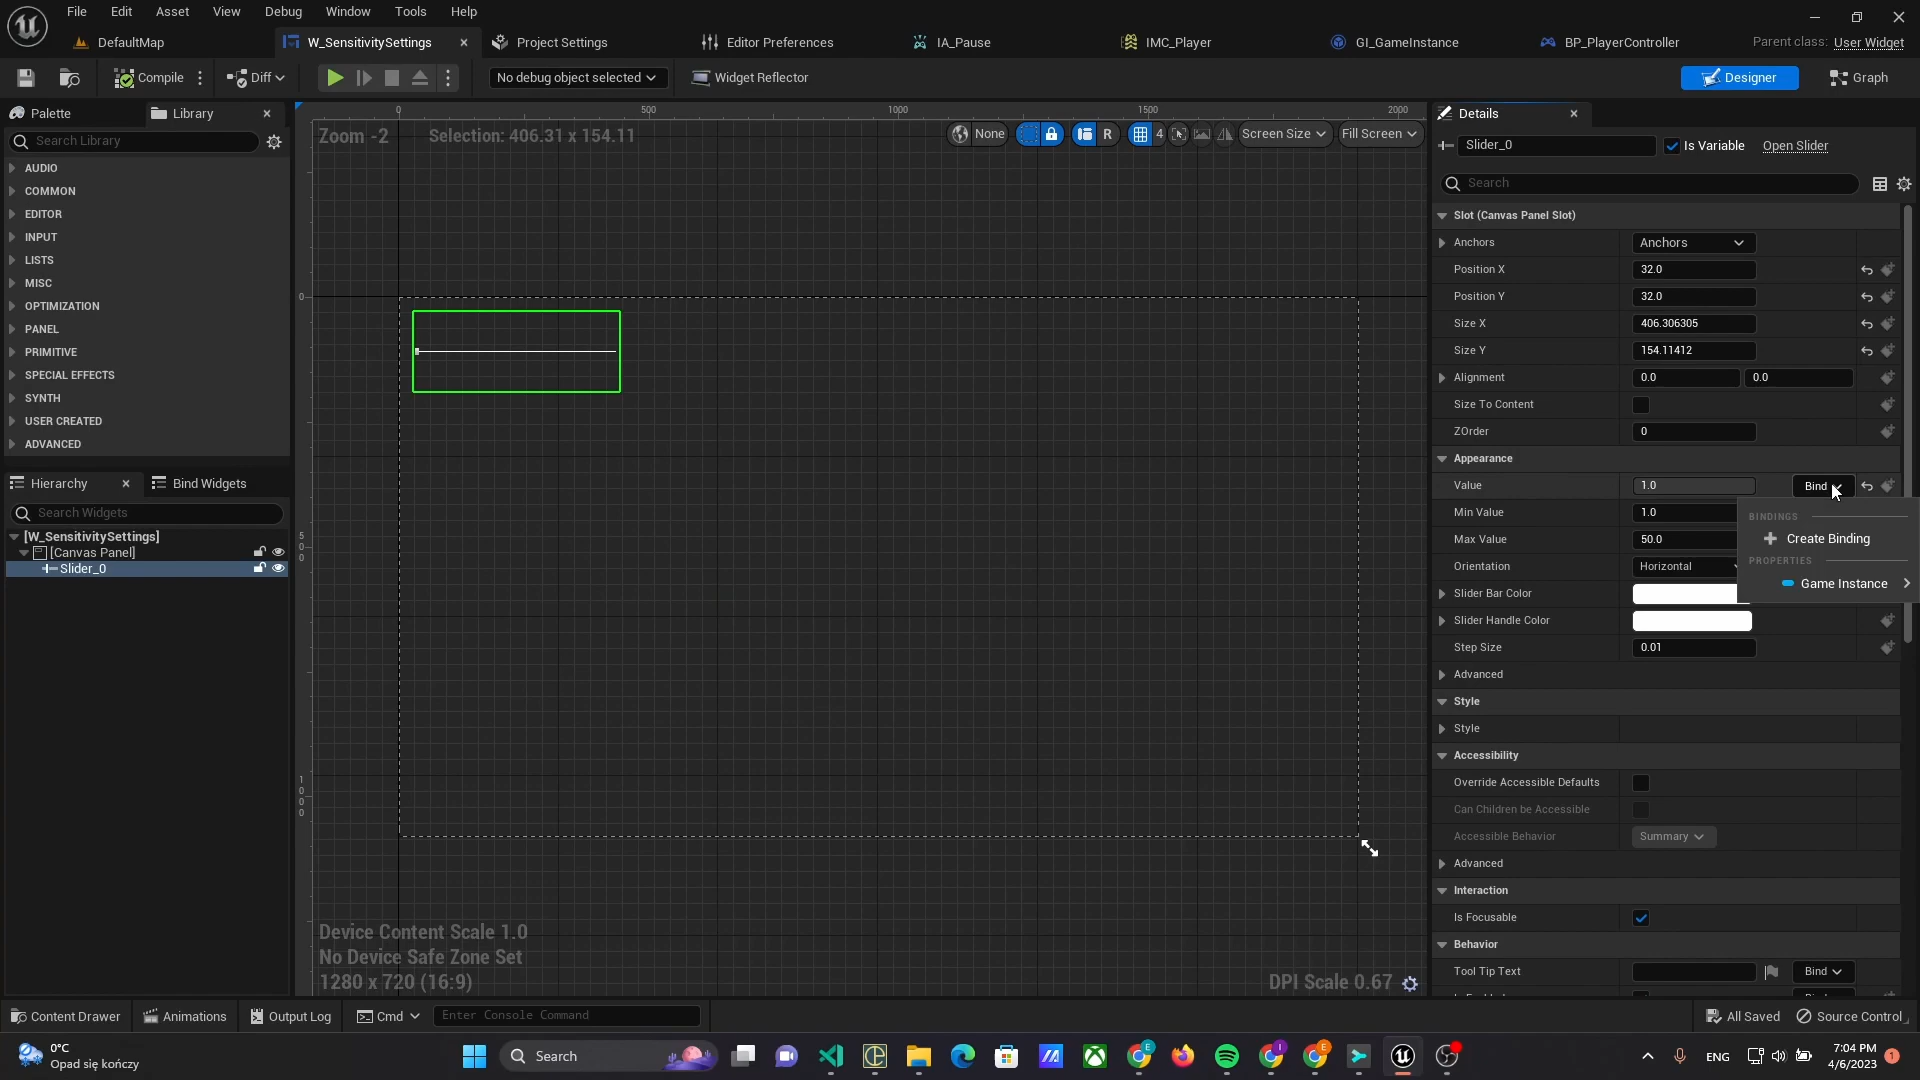 File Edit Asset View Debug Window Tools Help
DefaultMap W_SensitivitySettings Project Settings Editor Preferences IA_Pause IMC_Player GI_GameInstance BP_PlayerController Parent class: User Widget
Compile Diff No debug object selected Widget Reflector Designer Graph
Palette Library
Search Library
AUDIO
COMMON
EDITOR
INPUT
LISTS
MISC
OPTIMIZATION
PANEL
PRIMITIVE
SPECIAL EFFECTS
SYNTH
USER CREATED
ADVANCED
Hierarchy Bind Widgets
Search Widgets
[W_SensitivitySettings]
[Canvas Panel]
Slider_0
0 500 1000 1500 2000
Zoom -2 Selection: 406.31 x 154.11 None R 4 Screen Size Fill Screen
0
500
1000
Device Content Scale 1.0
No Device Safe Zone Set
1280 x 720 (16:9) DPI Scale 0.67
Details
Slider_0 Is Variable Open Slider
Search
Slot (Canvas Panel Slot)
Anchors Anchors
Position X 32.0
Position Y 32.0
Size X 406.306305
Size Y 154.11412
Alignment 0.0 0.0
Size To Content
ZOrder 0
Appearance
Value 1.0 Bind
Min Value 1.0
Max Value 50.0
Orientation Horizontal
Slider Bar Color
Slider Handle Color
Step Size 0.01
Advanced
BINDINGS
Create Binding
PROPERTIES
Game Instance
Style
Style
Accessibility
Override Accessible Defaults
Can Children be Accessible
Accessible Behavior Summary
Advanced
Interaction
Is Focusable
Behavior
Tool Tip Text Bind
Content Drawer Animations Output Log Cmd Enter Console Command All Saved Source Control
0°C
Opad się kończy
Search
ENG
7:04 PM
4/6/2023
1